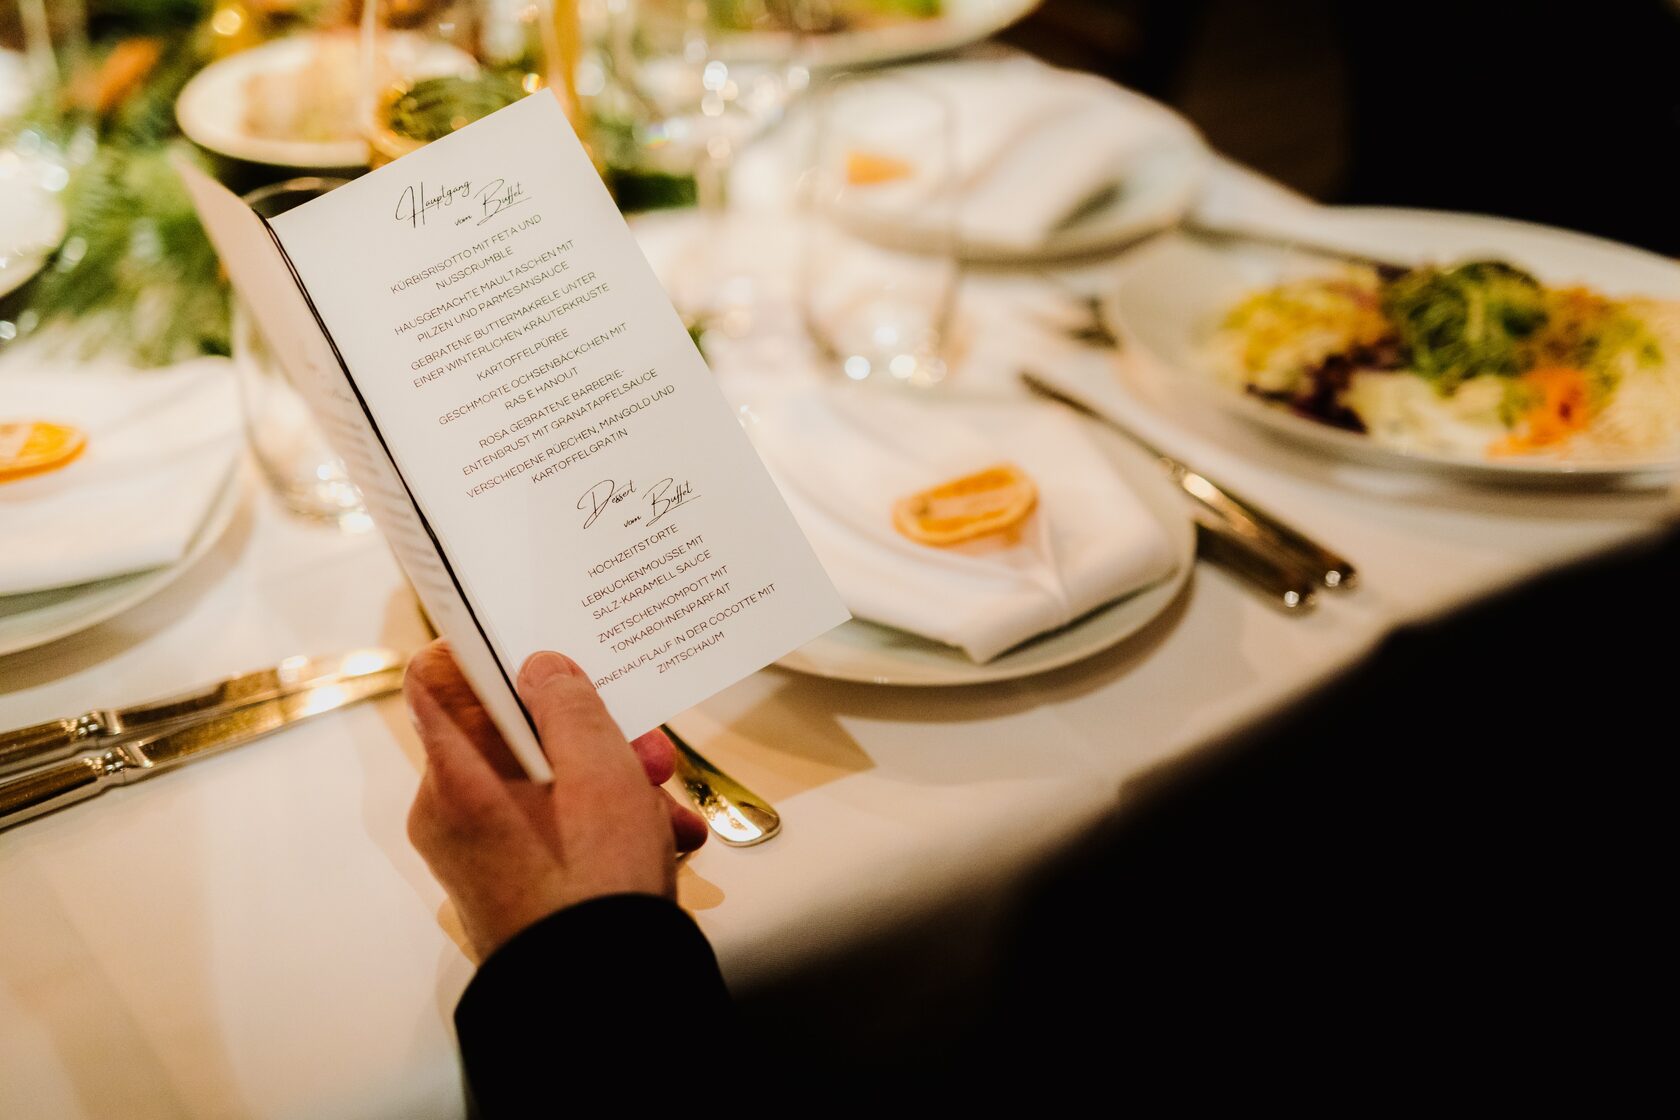 Hauptgang
vom Buffet
KÜRBISRISOTTO MIT FETA UND
NUSSCRUMBLE
HAUSGEMACHTE MAULTASCHEN MIT
PILZEN UND PARMESANSAUCE
GEBRATENE BUTTERMAKRELE UNTER
EINER WINTERLICHEN KRÄUTERKRUSTE
KARTOFFELPÜREE
GESCHMORTE OCHSENBÄCKCHEN MIT
RAS E HANOUT
ROSA GEBRATENE BARBERIE-
ENTENBRUST MIT GRANATAPFELSAUCE
VERSCHIEDENE RÜBCHEN, MANGOLD UND
KARTOFFELGRATIN
Dessert
vom Buffet
HOCHZEITSTORTE
LEBKUCHENMOUSSE MIT
SALZ-KARAMELL SAUCE
ZWETSCHENKOMPOTT MIT
TONKABOHNENPARFAIT
IRNENAUFLAUF IN DER COCOTTE MIT
ZIMTSCHAUM